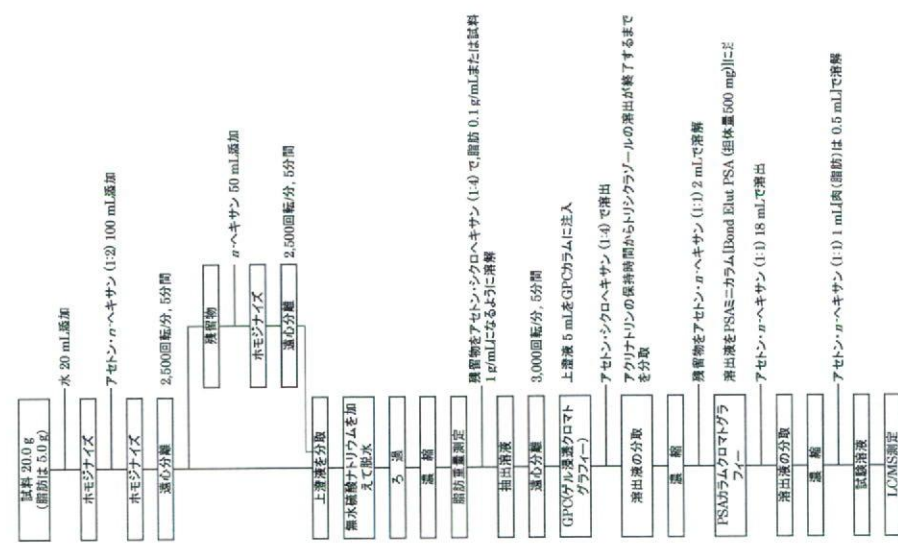 試料 20.0 g
(脂肪は 5.0 g)
水 20 mL添加
ホモジナイズ
アセトン・n-ヘキサン (1:2) 100 mL添加
ホモジナイズ
遠心分離
2,500回転/分, 5分間
残留物
n-ヘキサン 50 mL添加
ホモジナイズ
遠心分離
2,500回転/分, 5分間
上澄液を分取
無水硫酸ナトリウムを加
えて脱水
ろ 過
濃 縮
脂肪重量測定
残留物をアセトン・シクロヘキサン (1:4) で,脂肪 0.1 g/mLまたは試料
1 g/mLになるように溶解
抽出溶液
遠心分離
3,000回転/分, 5分間
GPC(ゲル浸透クロマト
グラフィー)
上澄液 5 mLをGPCカラムに注入
アセトン・シクロヘキサン (1:4) で溶出
溶出液の分取
アクリナトリンの保持時間からトリシクラゾールの溶出が終了するまで
を分取
濃 縮
残留物をアセトン・n-ヘキサン (1:1) 2 mLで溶解
PSAカラムクロマトグラ
フィー
溶出液をPSAミニカラム[Bond Elut PSA (担体量500 mg)]に
アセトン・n-ヘキサン (1:1) 18 mLで溶出
溶出液の分取
濃 縮
アセトン・n-ヘキサン (1:1) 1 mL[肉(脂肪)は 0.5 mL]で溶解
試験溶液
LC/MS測定